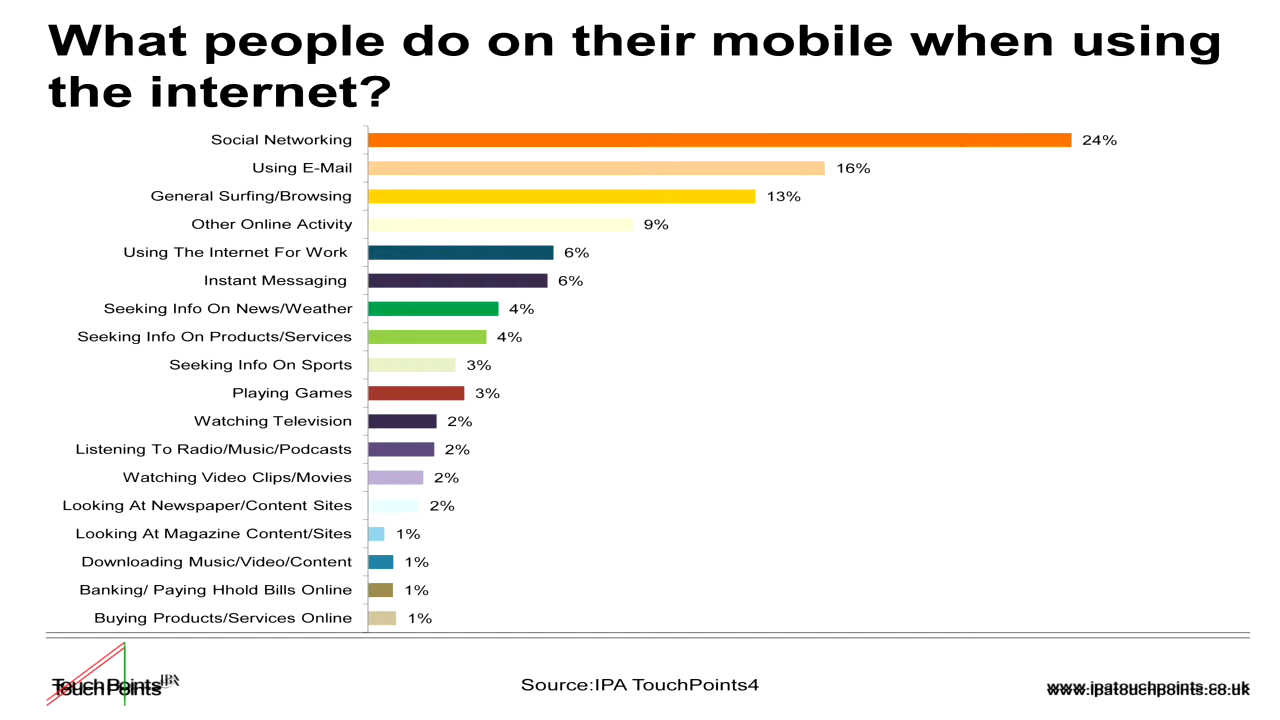 What people do on their mobile when using
the internet?
Social Networking 24%
Using E-Mail 16%
General Surfing/Browsing 13%
Other Online Activity 9%
Using The Internet For Work 6%
Instant Messaging 6%
Seeking Info On News/Weather 4%
Seeking Info On Products/Services 4%
Seeking Info On Sports 3%
Playing Games 3%
Watching Television 2%
Listening To Radio/Music/Podcasts 2%
Watching Video Clips/Movies 2%
Looking At Newspaper/Content Sites 2%
Looking At Magazine Content/Sites 1%
Downloading Music/Video/Content 1%
Banking/ Paying Hhold Bills Online 1%
Buying Products/Services Online 1%
TouchPoints IPA
Source:IPA TouchPoints4
www.ipatouchpoints.co.uk